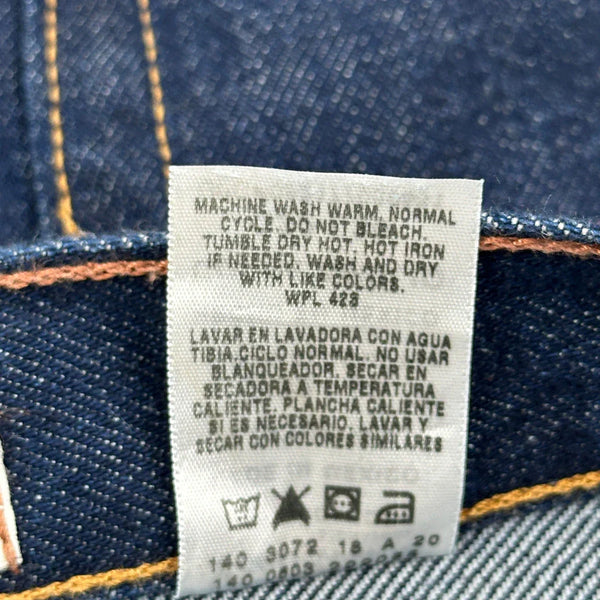 MACHINE WASH WARM, NORMAL
CYCLE. DO NOT BLEACH.
TUMBLE DRY HOT, HOT IRON
IF NEEDED. WASH AND DRY
WITH LIKE COLORS.
WPL 423
LAVAR EN LAVADORA CON AGUA
TIBIA,CICLO NORMAL. NO USAR
BLANQUEADOR. SECAR EN
SECADORA A TEMPERATURA
CALIENTE. PLANCHA CALIENTE
SI ES NECESARIO. LAVAR Y
SECAR CON COLORES SIMILARES
140 3072 18 A 20
140 0603